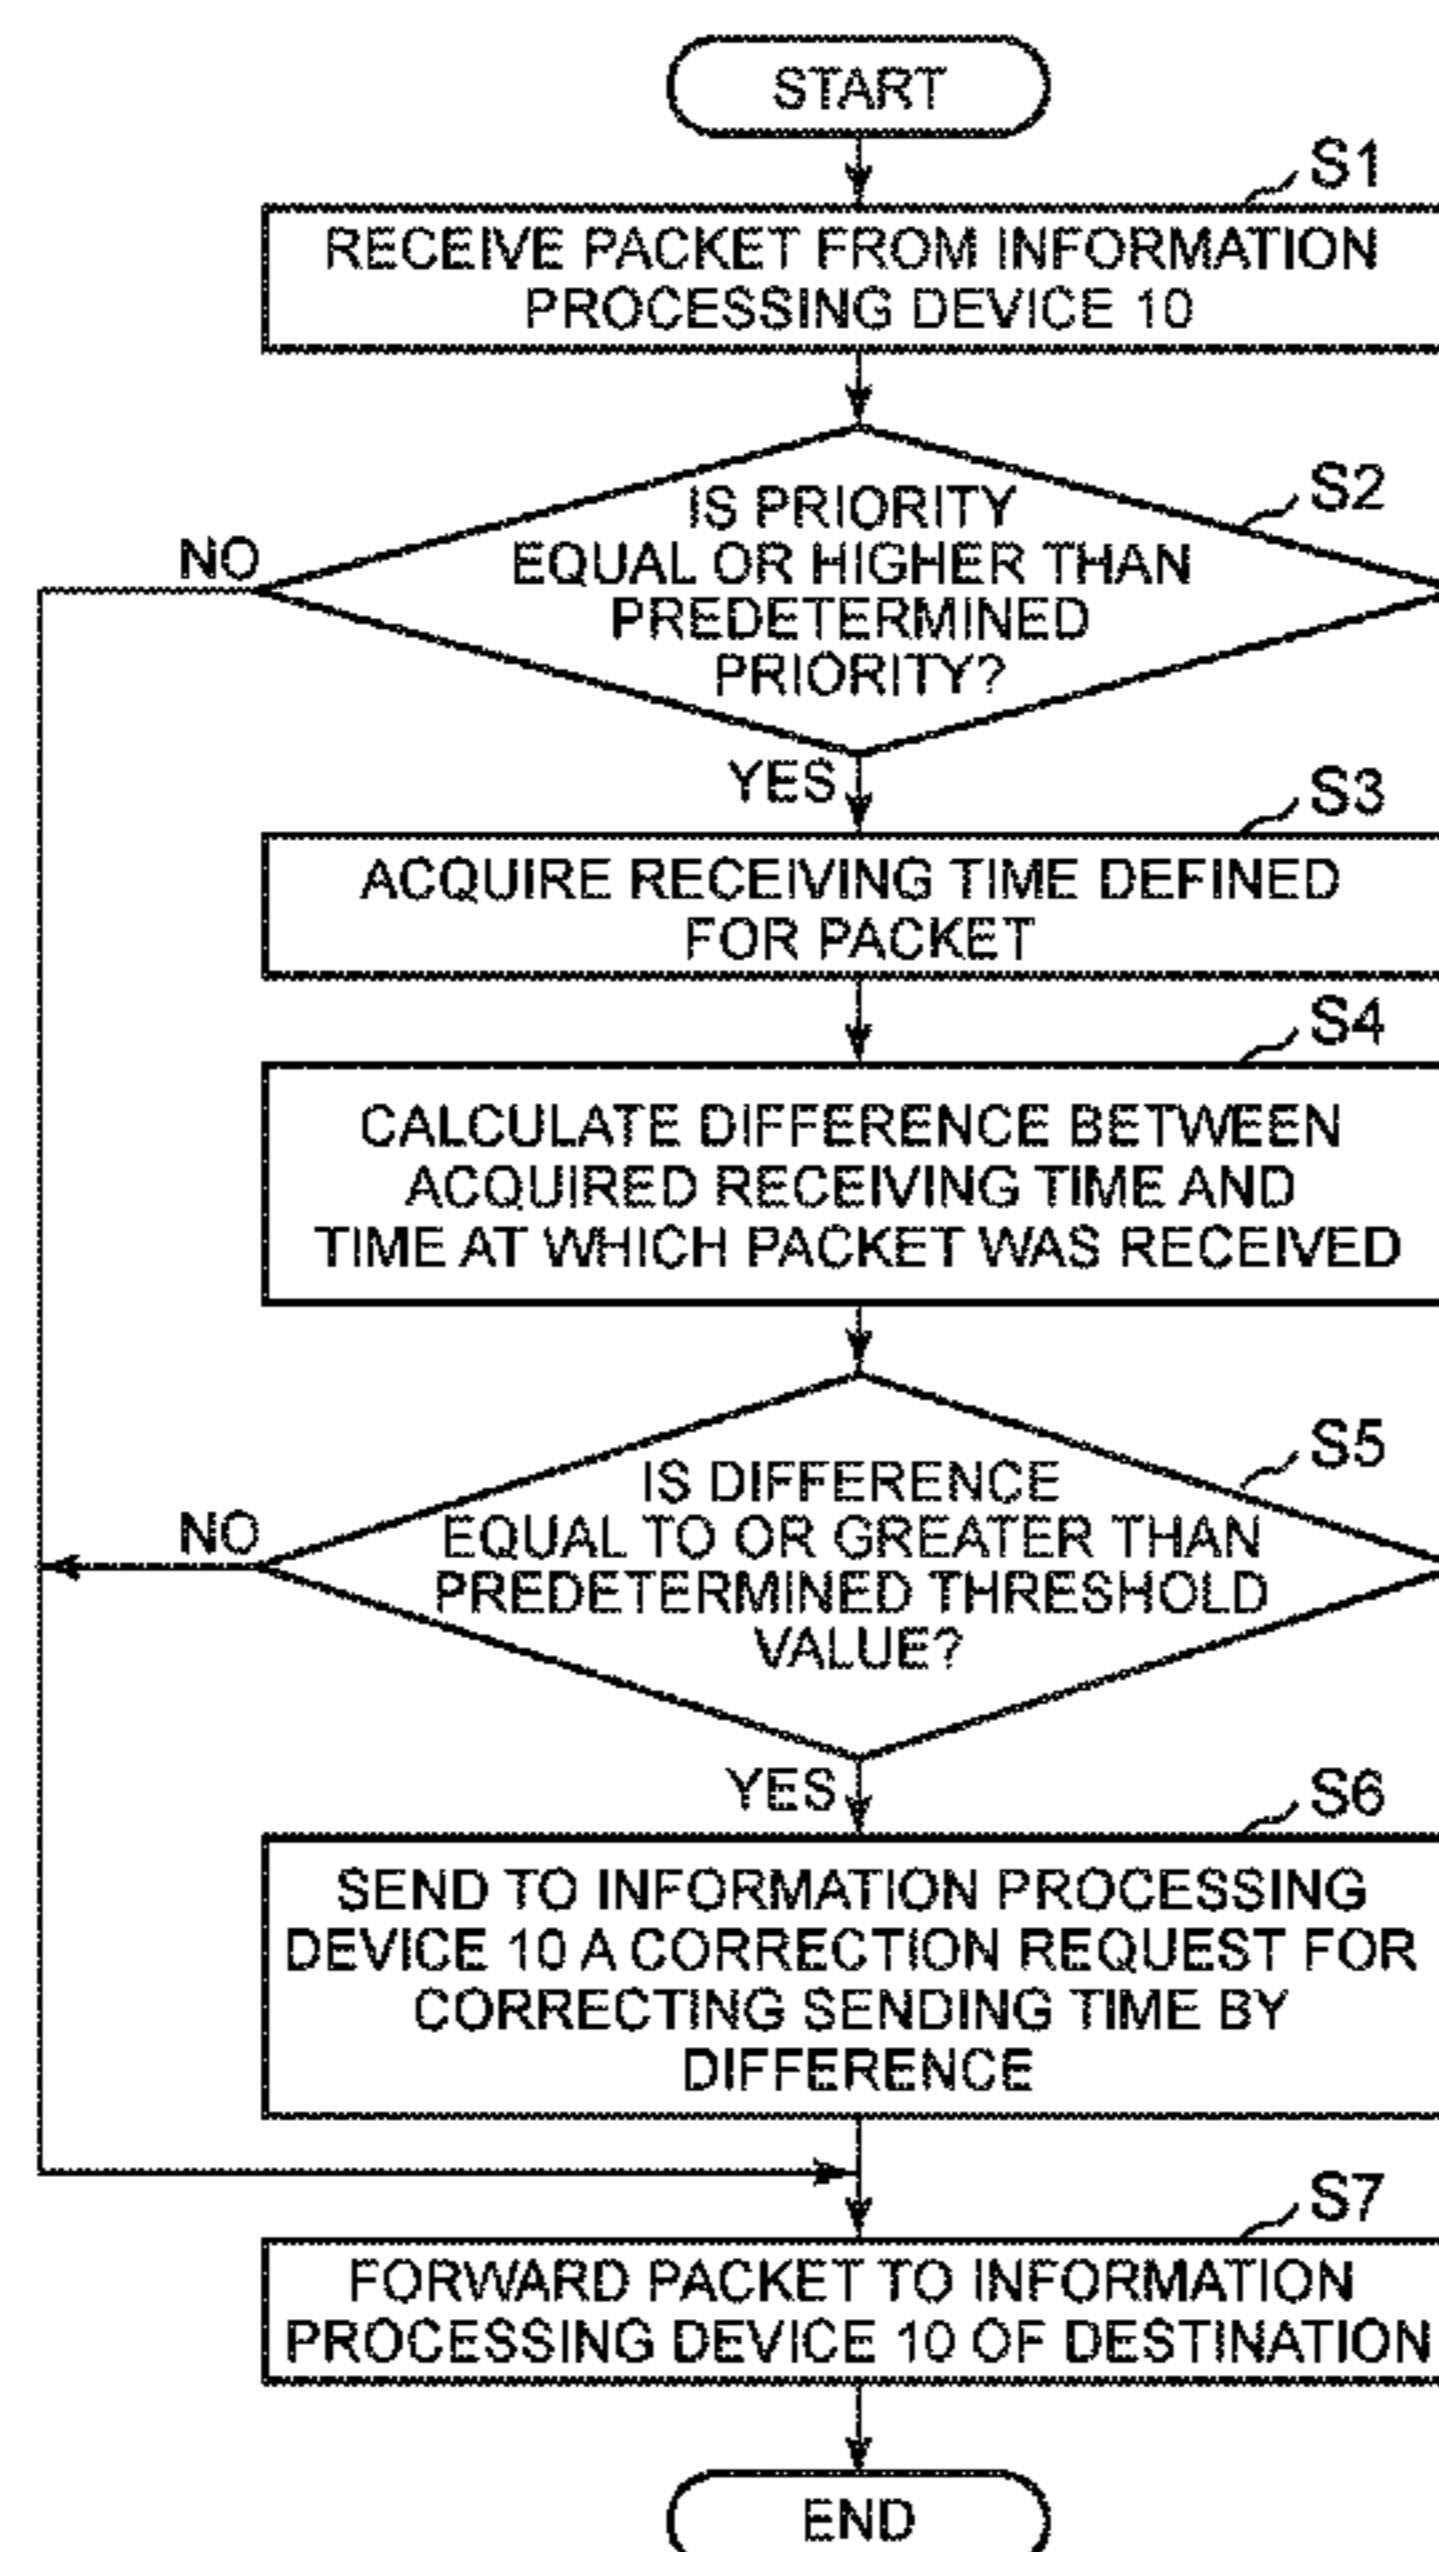 START
S1
RECEIVE PACKET FROM INFORMATION
PROCESSING DEVICE 10
S2
IS PRIORITY
EQUAL OR HIGHER THAN
PREDETERMINED
PRIORITY?
NO
YES
S3
ACQUIRE RECEIVING TIME DEFINED
FOR PACKET
S4
CALCULATE DIFFERENCE BETWEEN
ACQUIRED RECEIVING TIME AND
TIME AT WHICH PACKET WAS RECEIVED
S5
IS DIFFERENCE
EQUAL TO OR GREATER THAN
PREDETERMINED THRESHOLD
VALUE?
NO
YES
S6
SEND TO INFORMATION PROCESSING
DEVICE 10 A CORRECTION REQUEST FOR
CORRECTING SENDING TIME BY
DIFFERENCE
S7
FORWARD PACKET TO INFORMATION
PROCESSING DEVICE 10 OF DESTINATION
END